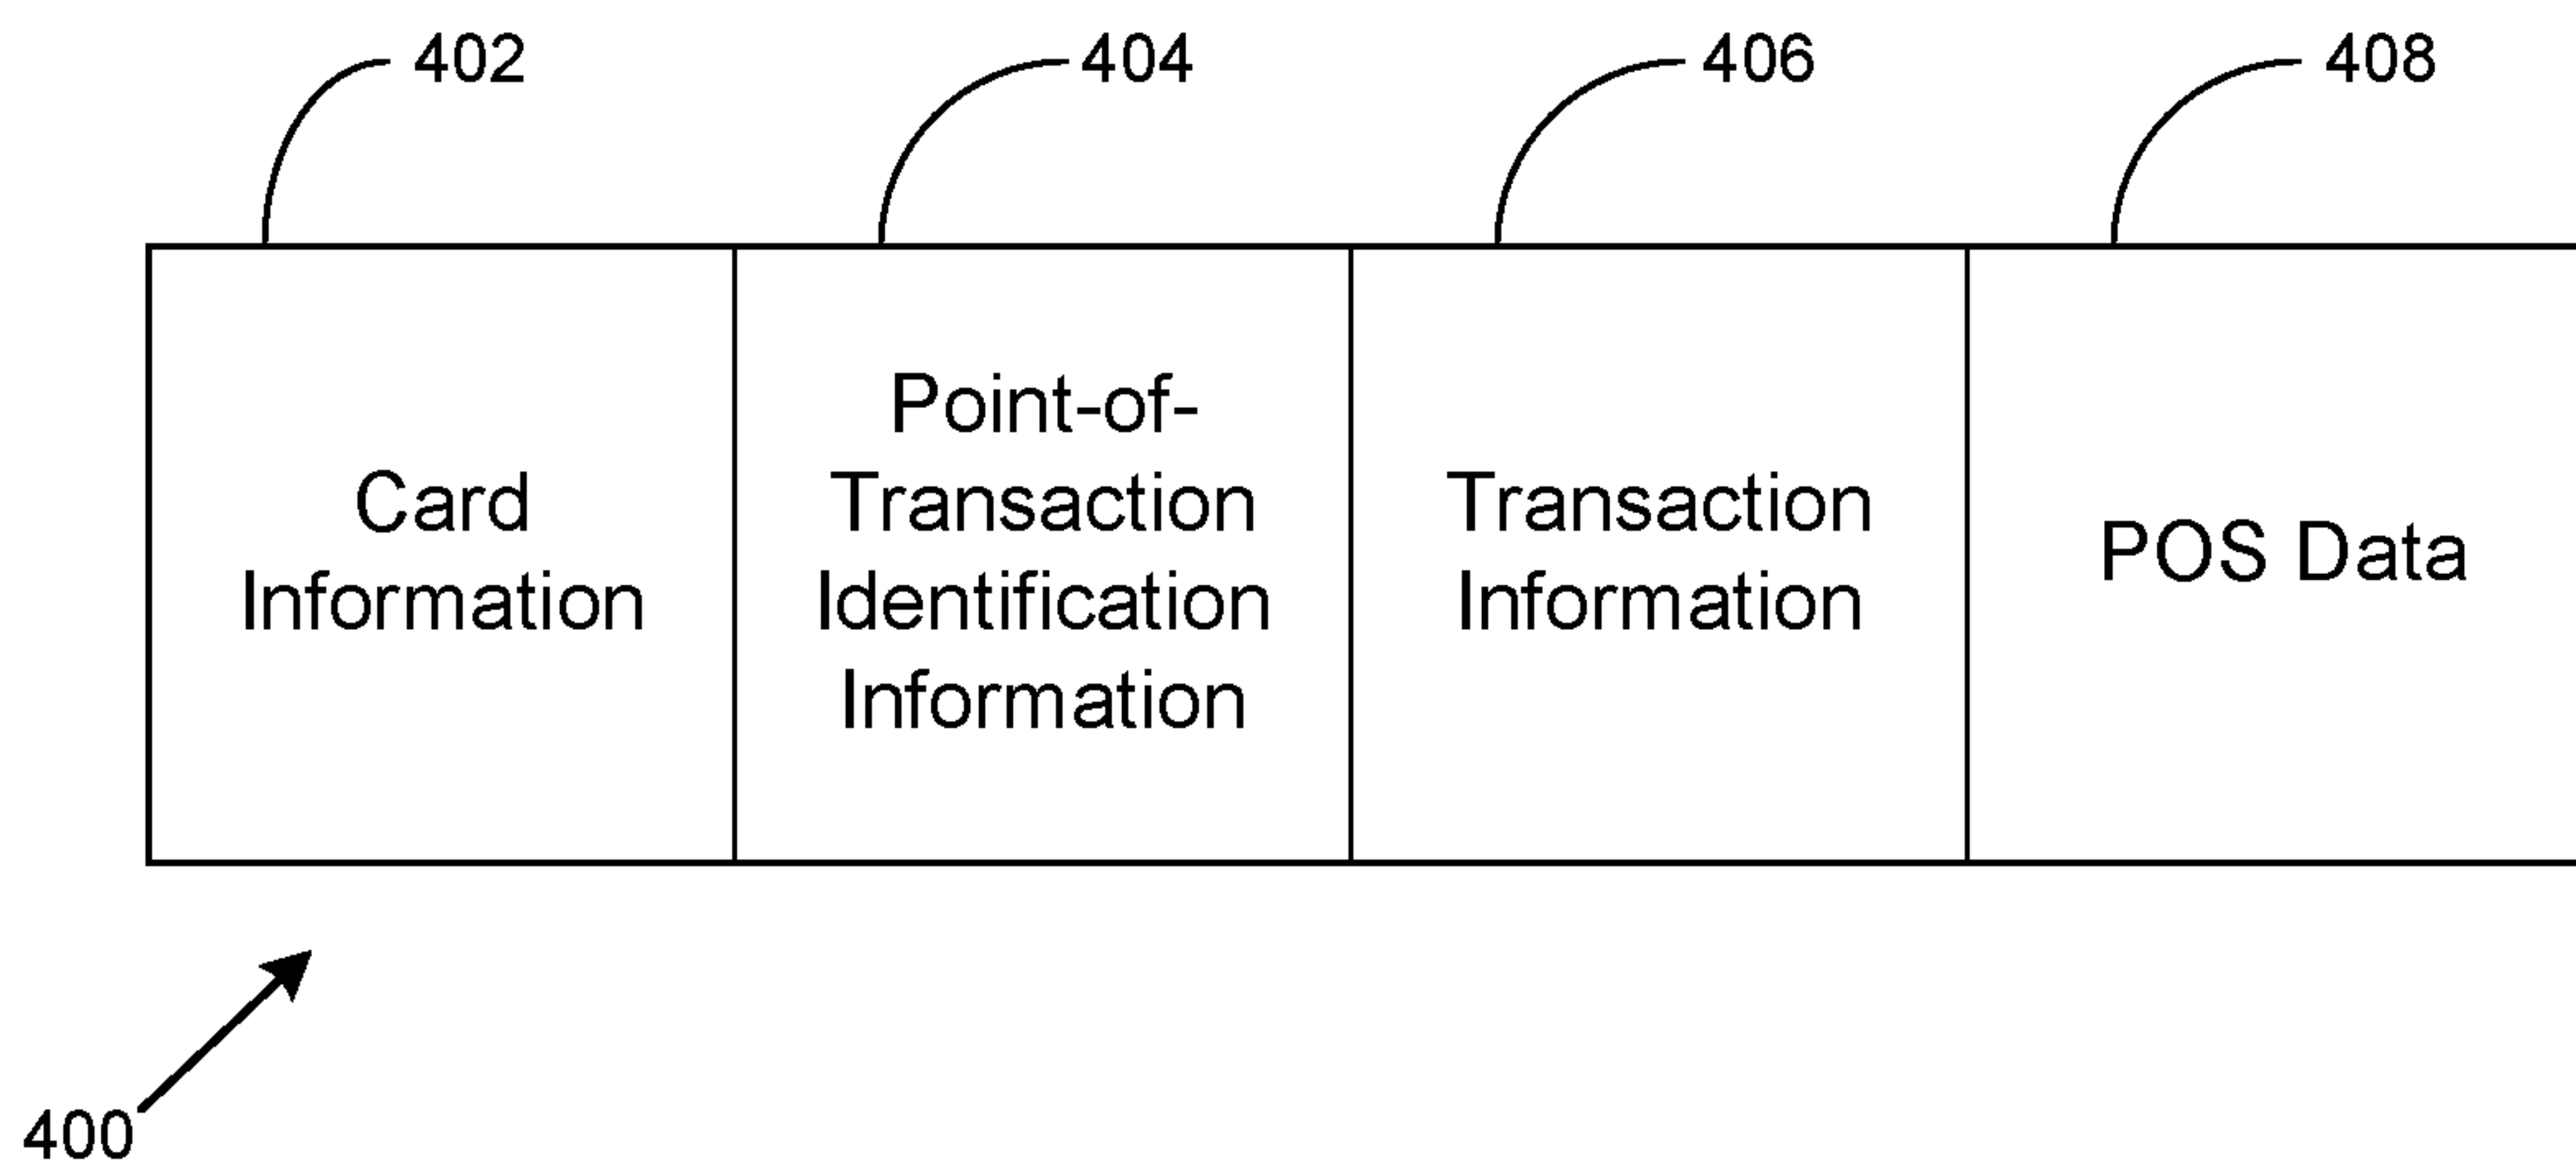 402
404
406
408
Card
Information
Point-of-
Transaction
Identification
Information
Transaction
Information
POS Data
400